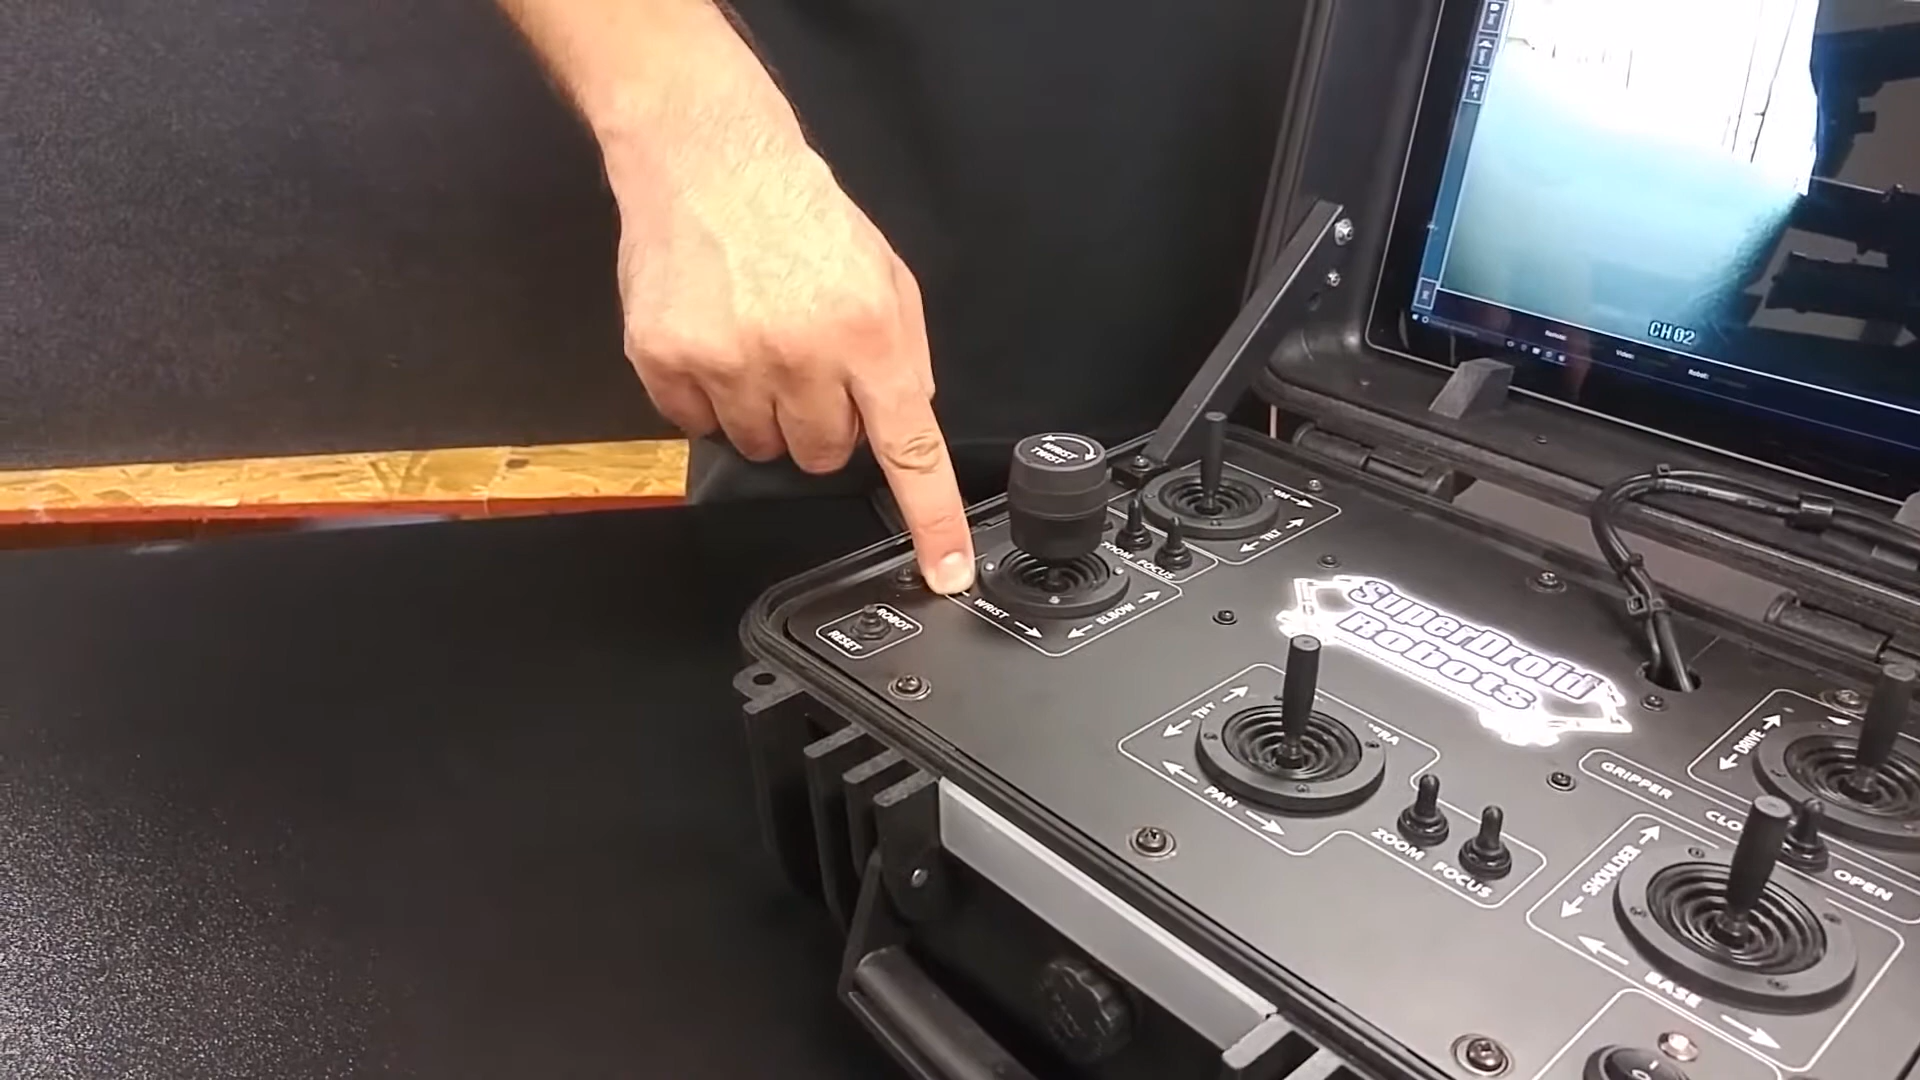 CH02
WRIST
TWIST
TILT
ZOOM
FOCUS
WRIST
ELBOW
ROBOT
RESET
SuperDroid
Robots
TILT
PAN
ZOOM
FOCUS
DRIVE
GRIPPER
OPEN
SHOULDER
BASE